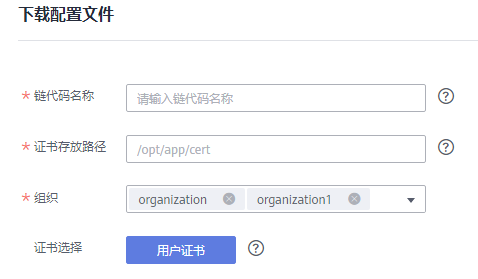 下载配置文件
* 链代码名称 请输入链代码名称
* 证书存放路径 /opt/app/cert
* 组织 organization organization1
证书选择 用户证书